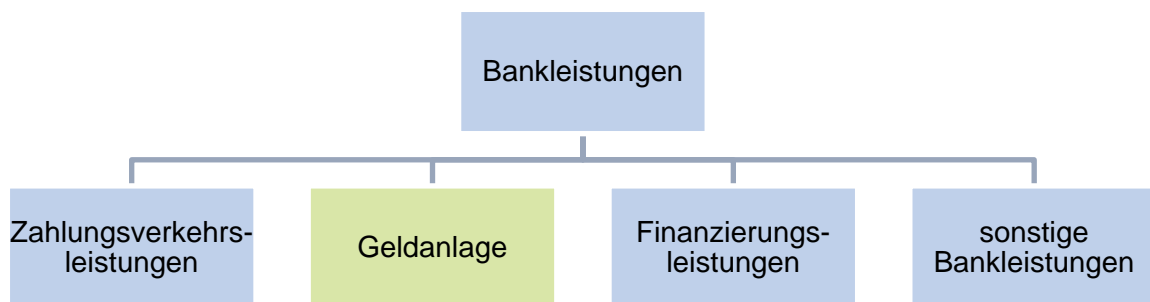 Bankleistungen
Zahlungsverkehrs-
leistungen
Geldanlage
Finanzierungs-
leistungen
sonstige
Bankleistungen